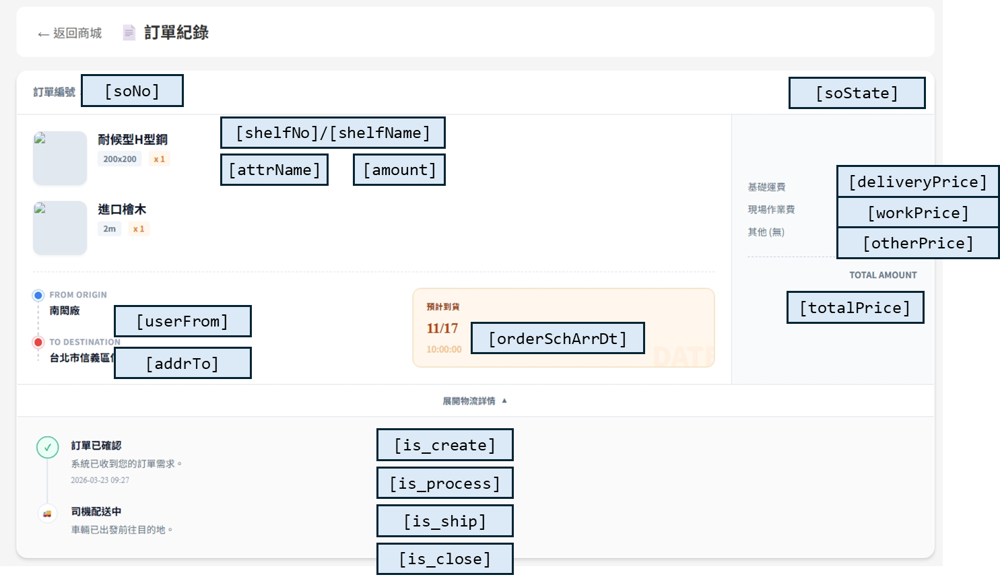 ← 返回商城 訂單紀錄
訂單編號 [soNo] [soState]
耐候型H型鋼 [shelfNo]/[shelfName]
200x200 x 1 [attrName] [amount]
進口檜木
2m x 1
基礎運費 [deliveryPrice]
現場作業費 [workPrice]
其他 (無) [otherPrice]
TOTAL AMOUNT
[totalPrice]
FROM ORIGIN
南閎廠 [userFrom]
TO DESTINATION
台北市信義區 [addrTo]
預計到貨
11/17 [orderSchArrDt]
10:00:00
DATE
展開物流詳情 ▲
訂單已確認 [is_create]
系統已收到您的訂單需求。
2026-03-23 09:27 [is_process]
司機配送中 [is_ship]
車輛已出發前往目的地。
[is_close]